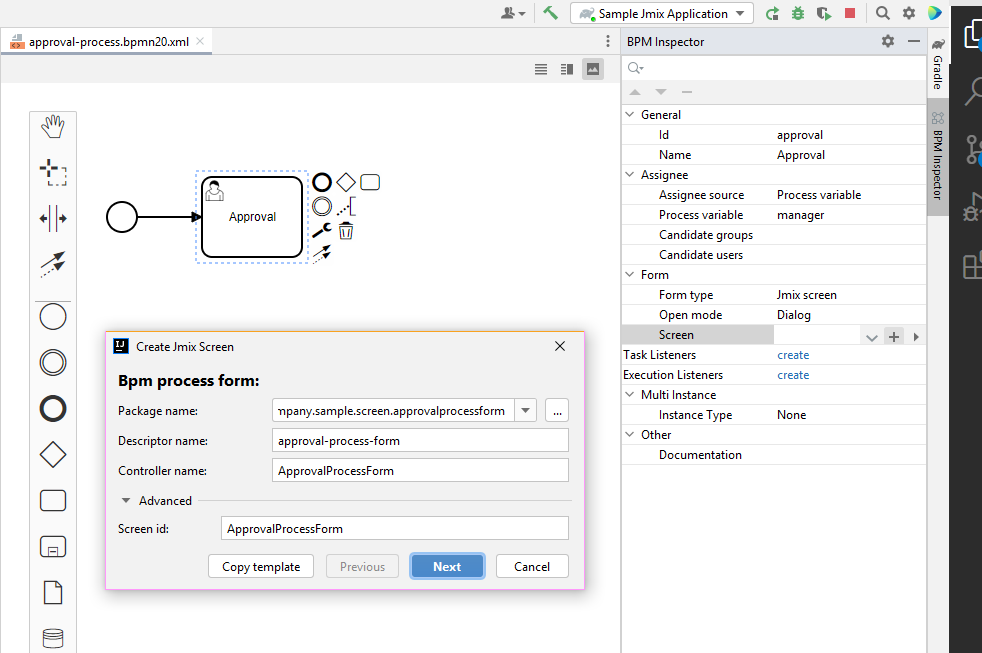 Sample Jmix Application
approval-process.bpmn20.xml
BPM Inspector
Gradle
BPM Inspector
General
Id approval
Name Approval
Assignee
Assignee source Process variable
Process variable manager
Candidate groups
Candidate users
Form
Form type Jmix screen
Open mode Dialog
Screen
Task Listeners create
Execution Listeners create
Multi Instance
Instance Type None
Other
Documentation
Approval
IJ Create Jmix Screen
Bpm process form:
Package name: mpany.sample.screen.approvalprocessform ...
Descriptor name: approval-process-form
Controller name: ApprovalProcessForm
Advanced
Screen id: ApprovalProcessForm
Copy template Previous Next Cancel